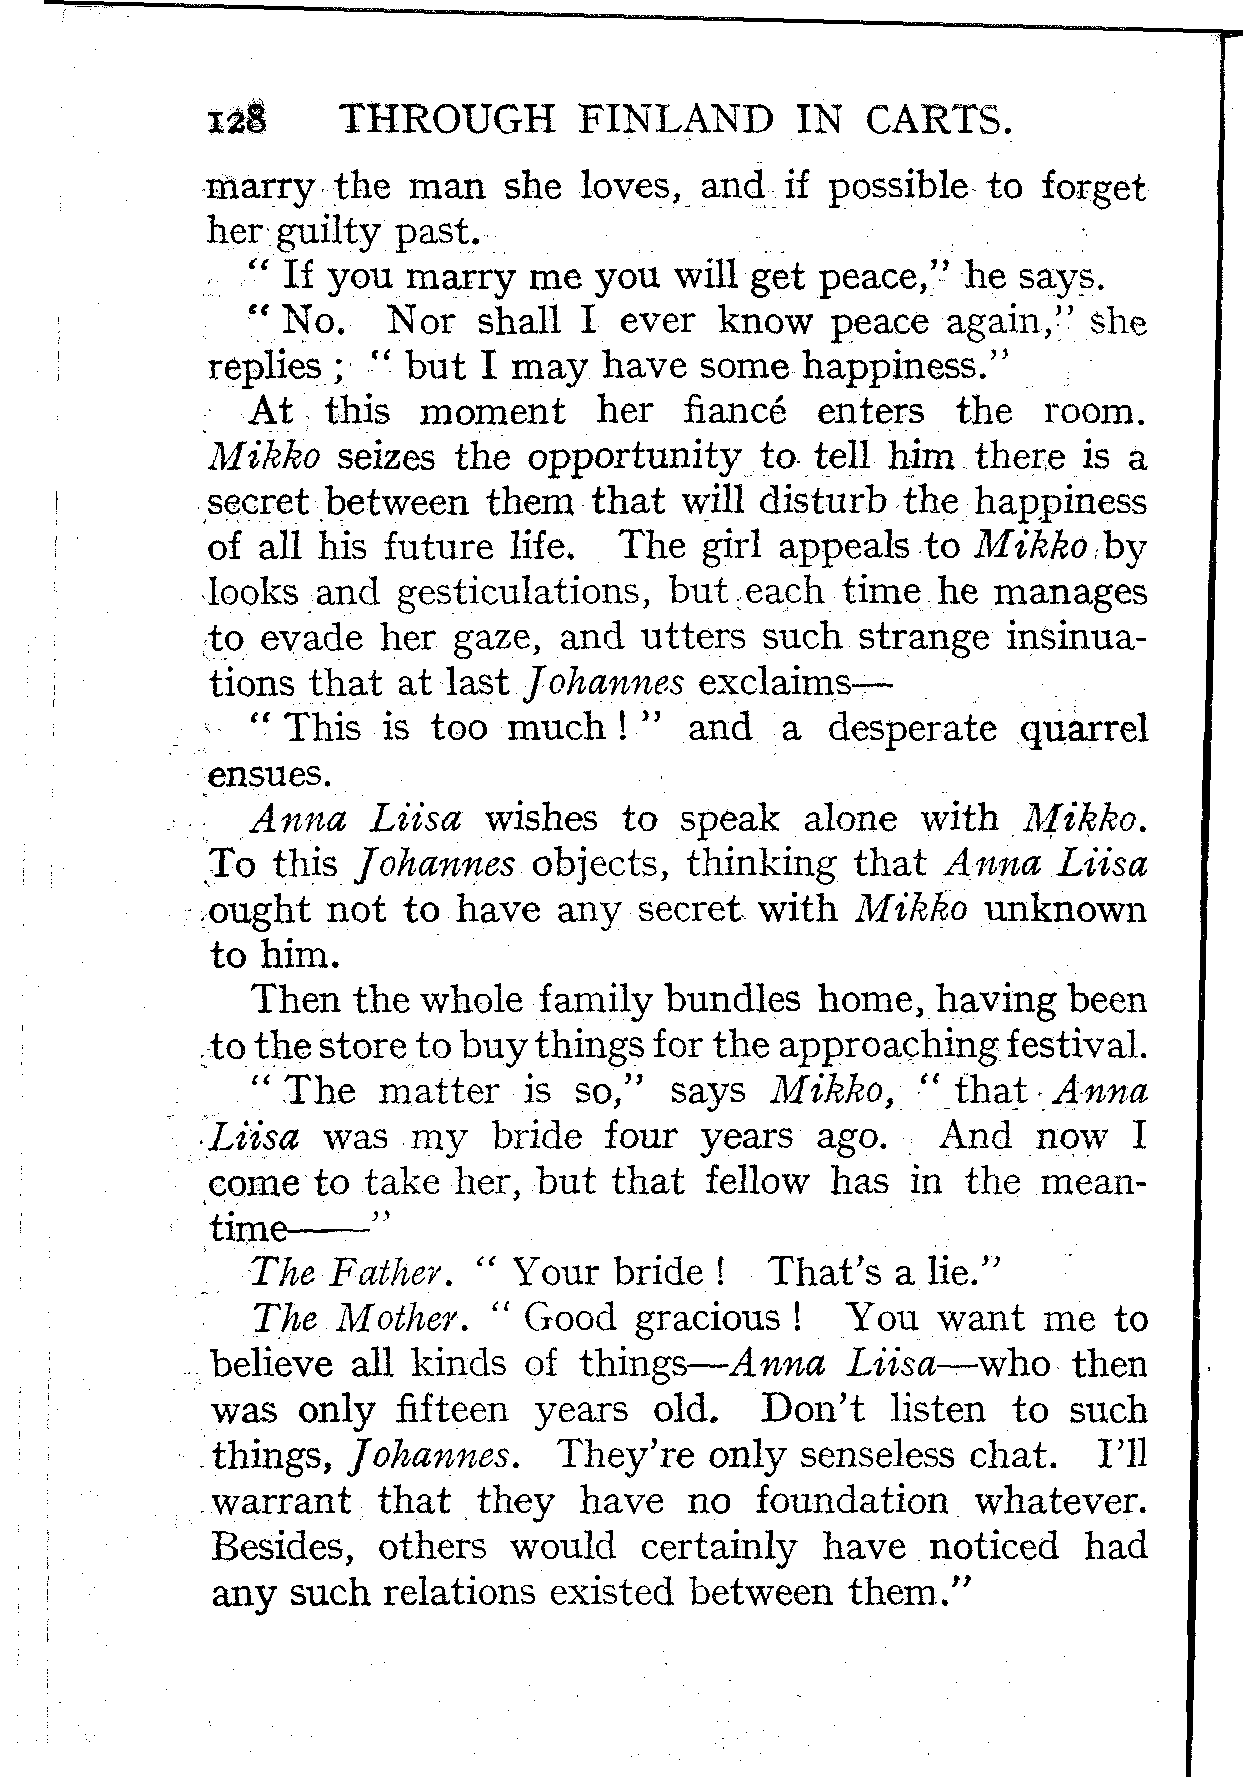 128 THROUGH FINLAND IN CARTS.
marry the man she loves, and if possible to forget
her guilty past.
“ If you marry me you will get peace,” he says.
“ No. Nor shall I ever know peace again,” she
replies ; “ but I may have some happiness.”
At this moment her fiancé enters the room.
Mikko seizes the opportunity to tell him there is a
secret between them that will disturb the happiness
of all his future life. The girl appeals to Mikko by
looks and gesticulations, but each time he manages
to evade her gaze, and utters such strange insinua-
tions that at last Johannes exclaims—
“ This is too much ! ” and a desperate quarrel
ensues.
Anna Liisa wishes to speak alone with Mikko.
To this Johannes objects, thinking that Anna Liisa
ought not to have any secret with Mikko unknown
to him.
Then the whole family bundles home, having been
to the store to buy things for the approaching festival.
“ The matter is so,” says Mikko, “ that Anna
Liisa was my bride four years ago. And now I
come to take her, but that fellow has in the mean-
time——”
The Father. “ Your bride ! That’s a lie.”
The Mother. “ Good gracious ! You want me to
believe all kinds of things—Anna Liisa—who then
was only fifteen years old. Don’t listen to such
things, Johannes. They’re only senseless chat. I’ll
warrant that they have no foundation whatever.
Besides, others would certainly have noticed had
any such relations existed between them.”